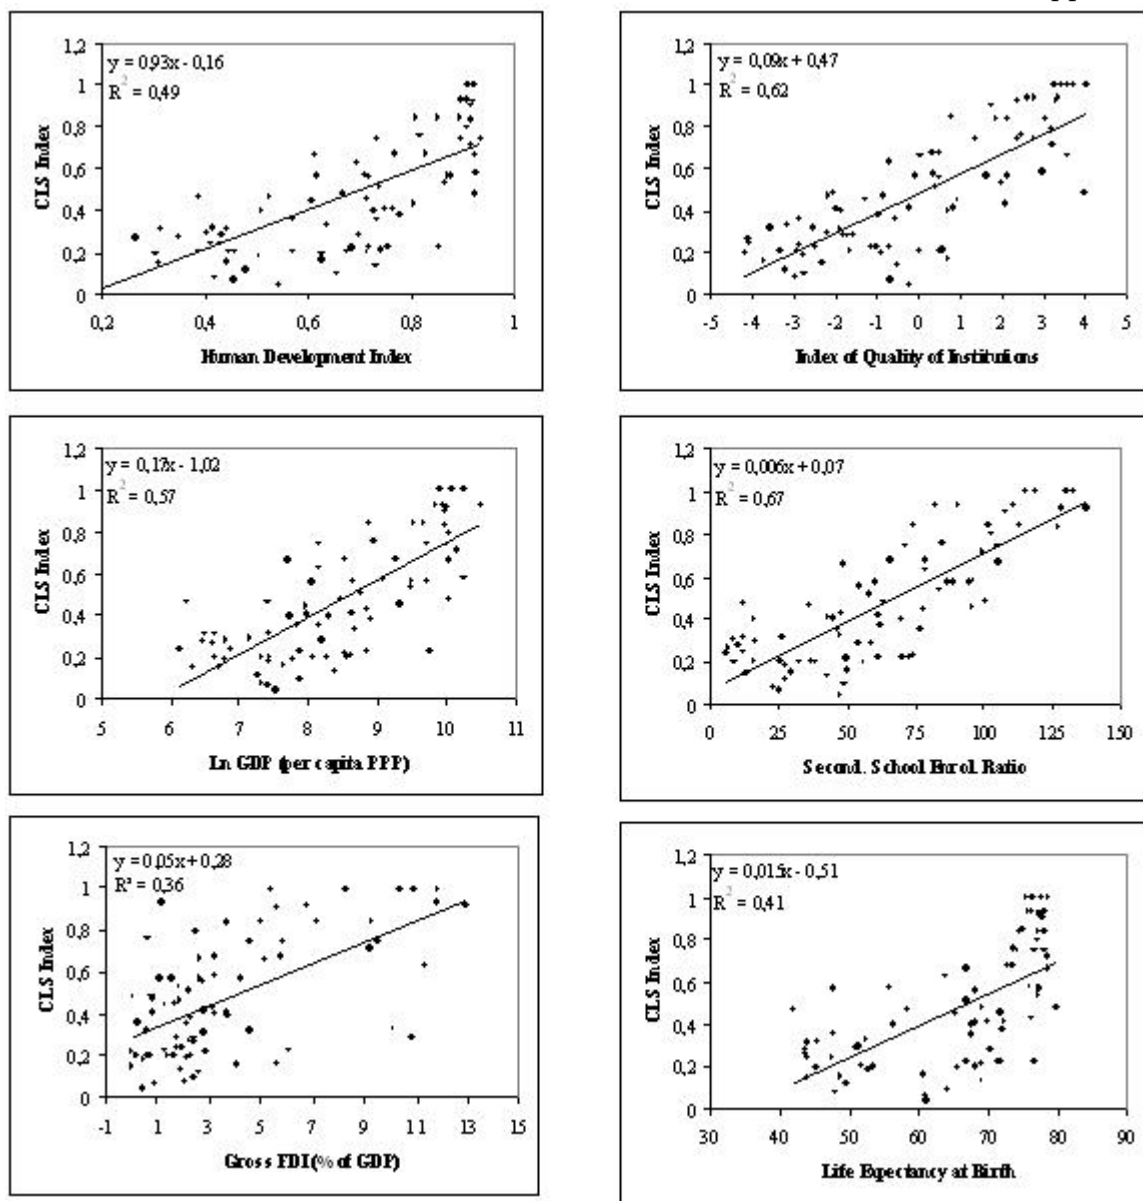 1,2
y = 0,93x - 0,16
R² = 0,49
1
0,8
0,6
0,4
0,2
0
CLS Index
0,2 0,4 0,6 0,8 1
Human Development Index
1,2
y = 0,09x + 0,47
R² = 0,62
1
0,8
0,6
0,4
0,2
0
CLS Index
-5 -4 -3 -2 -1 0 1 2 3 4 5
Index of Quality of Institutions
1,2
y = 0,17x - 1,02
R² = 0,57
1
0,8
0,6
0,4
0,2
0
CLS Index
5 6 7 8 9 10 11
Ln GDP (per capita PPP)
1,2
y = 0,006x + 0,07
R² = 0,67
1
0,8
0,6
0,4
0,2
0
CLS Index
0 25 50 75 100 125 150
Second. School Enrol. Ratio
1,2
y = 0,05x + 0,28
R² = 0,36
1
0,8
0,6
0,4
0,2
0
CLS Index
-1 1 3 5 7 9 11 13 15
Gross FDI (% of GDP)
1,2
y = 0,015x - 0,51
R² = 0,41
1
0,8
0,6
0,4
0,2
0
CLS Index
30 40 50 60 70 80 90
Life Expectancy at Birth